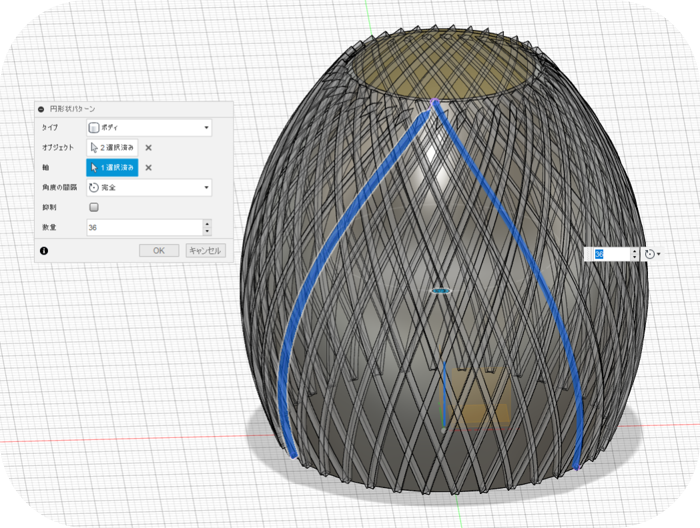 円形状パターン
タイプ ボディ
オブジェクト 2 選択済み
軸 1 選択済み
角度の間隔 完全
抑制
数量 36
OK キャンセル
36